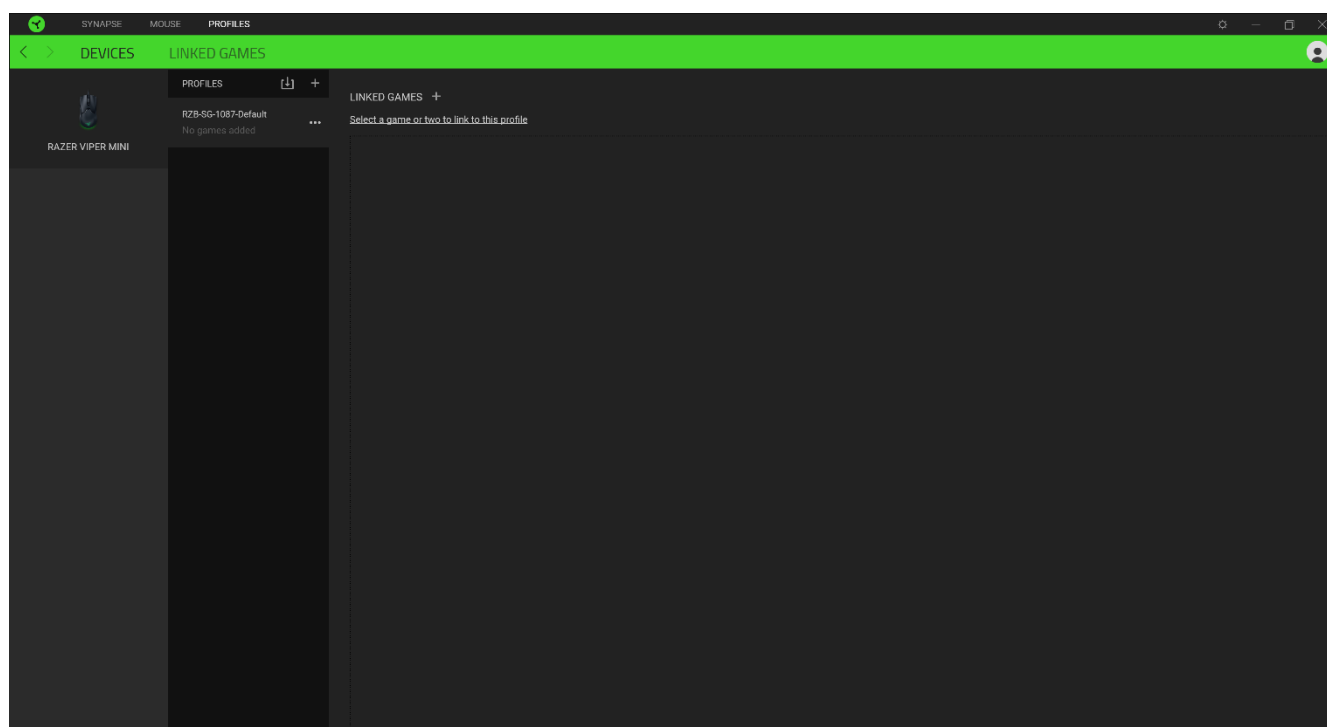 SYNAPSE MOUSE PROFILES
DEVICES LINKED GAMES
PROFILES
RZB-SG-1087-Default
No games added
RAZER VIPER MINI
LINKED GAMES
Select a game or two to link to this profile